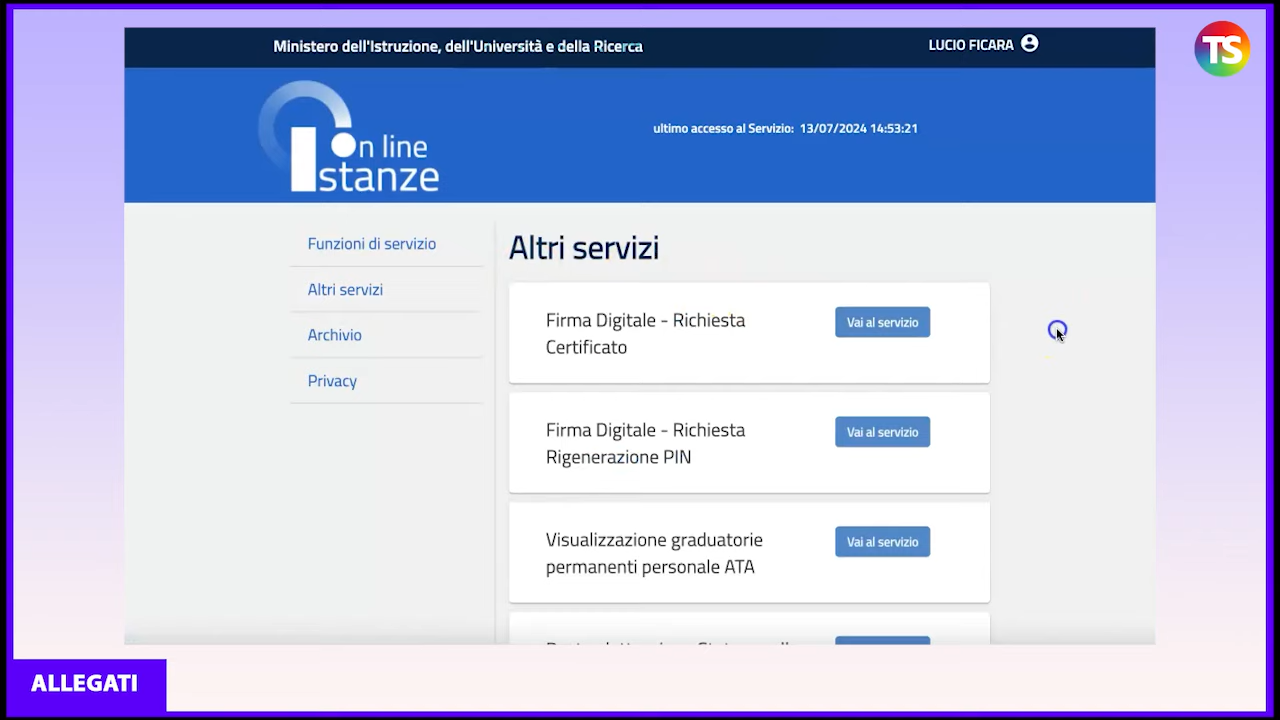 Ministero dell'Istruzione, dell'Università e della Ricerca
LUCIO FICARA
TS
On line
Istanze
ultimo accesso al Servizio: 13/07/2024 14:53:21
Funzioni di servizio
Altri servizi
Archivio
Privacy
Altri servizi
Firma Digitale - Richiesta
Certificato
Vai al servizio
Firma Digitale - Richiesta
Rigenerazione PIN
Vai al servizio
Visualizzazione graduatorie
permanenti personale ATA
Vai al servizio
ALLEGATI